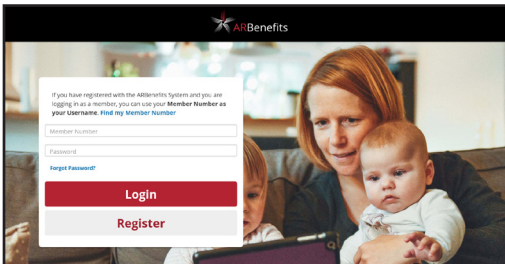 ARBenefits
If you have registered with the ARBenefits System and you are
logging in as a member, you can use your Member Number as
your Username. Find my Member Number
Member Number
Password
Forgot Password?
Login
Register